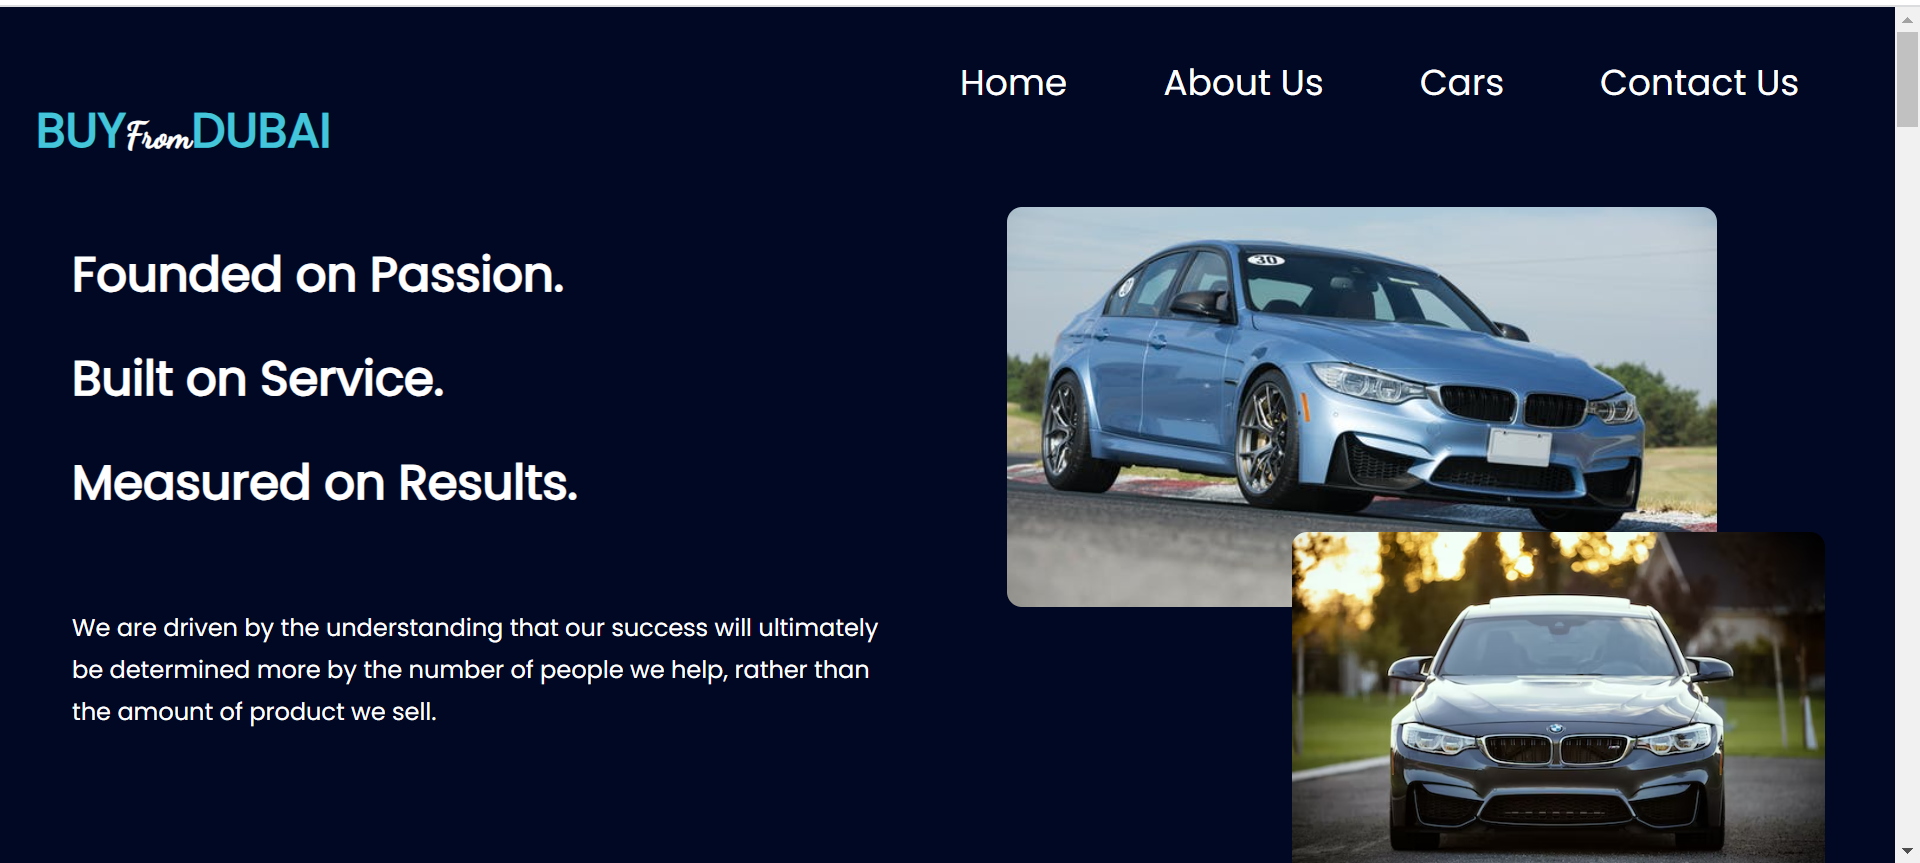 Home About Us Cars Contact Us
BUYFromDUBAI
Founded on Passion.
30
Built on Service.
Measured on Results.
We are driven by the understanding that our success will ultimately
be determined more by the number of people we help, rather than
the amount of product we sell.